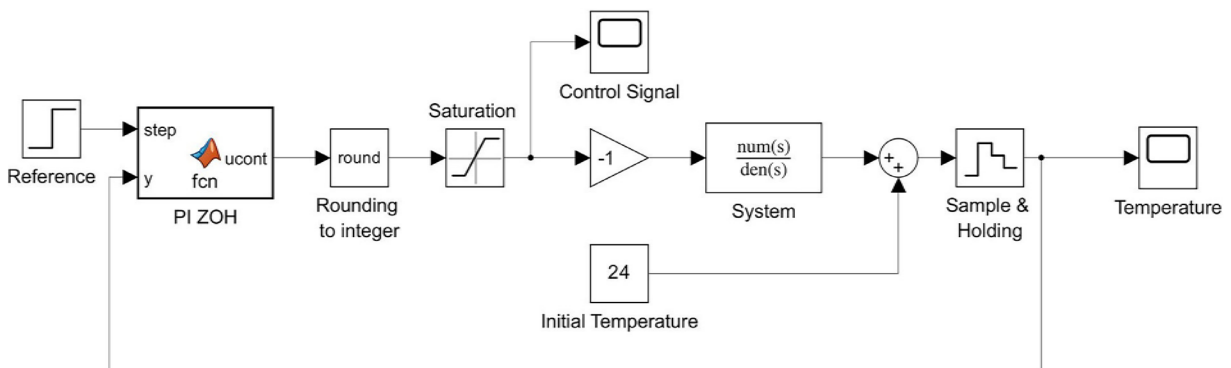 Control Signal
Saturation
Reference
step
y
fcn
ucont
PI ZOH
round
Rounding
to integer
-1
num(s)
den(s)
System
+
+
Sample &
Holding
Temperature
24
Initial Temperature